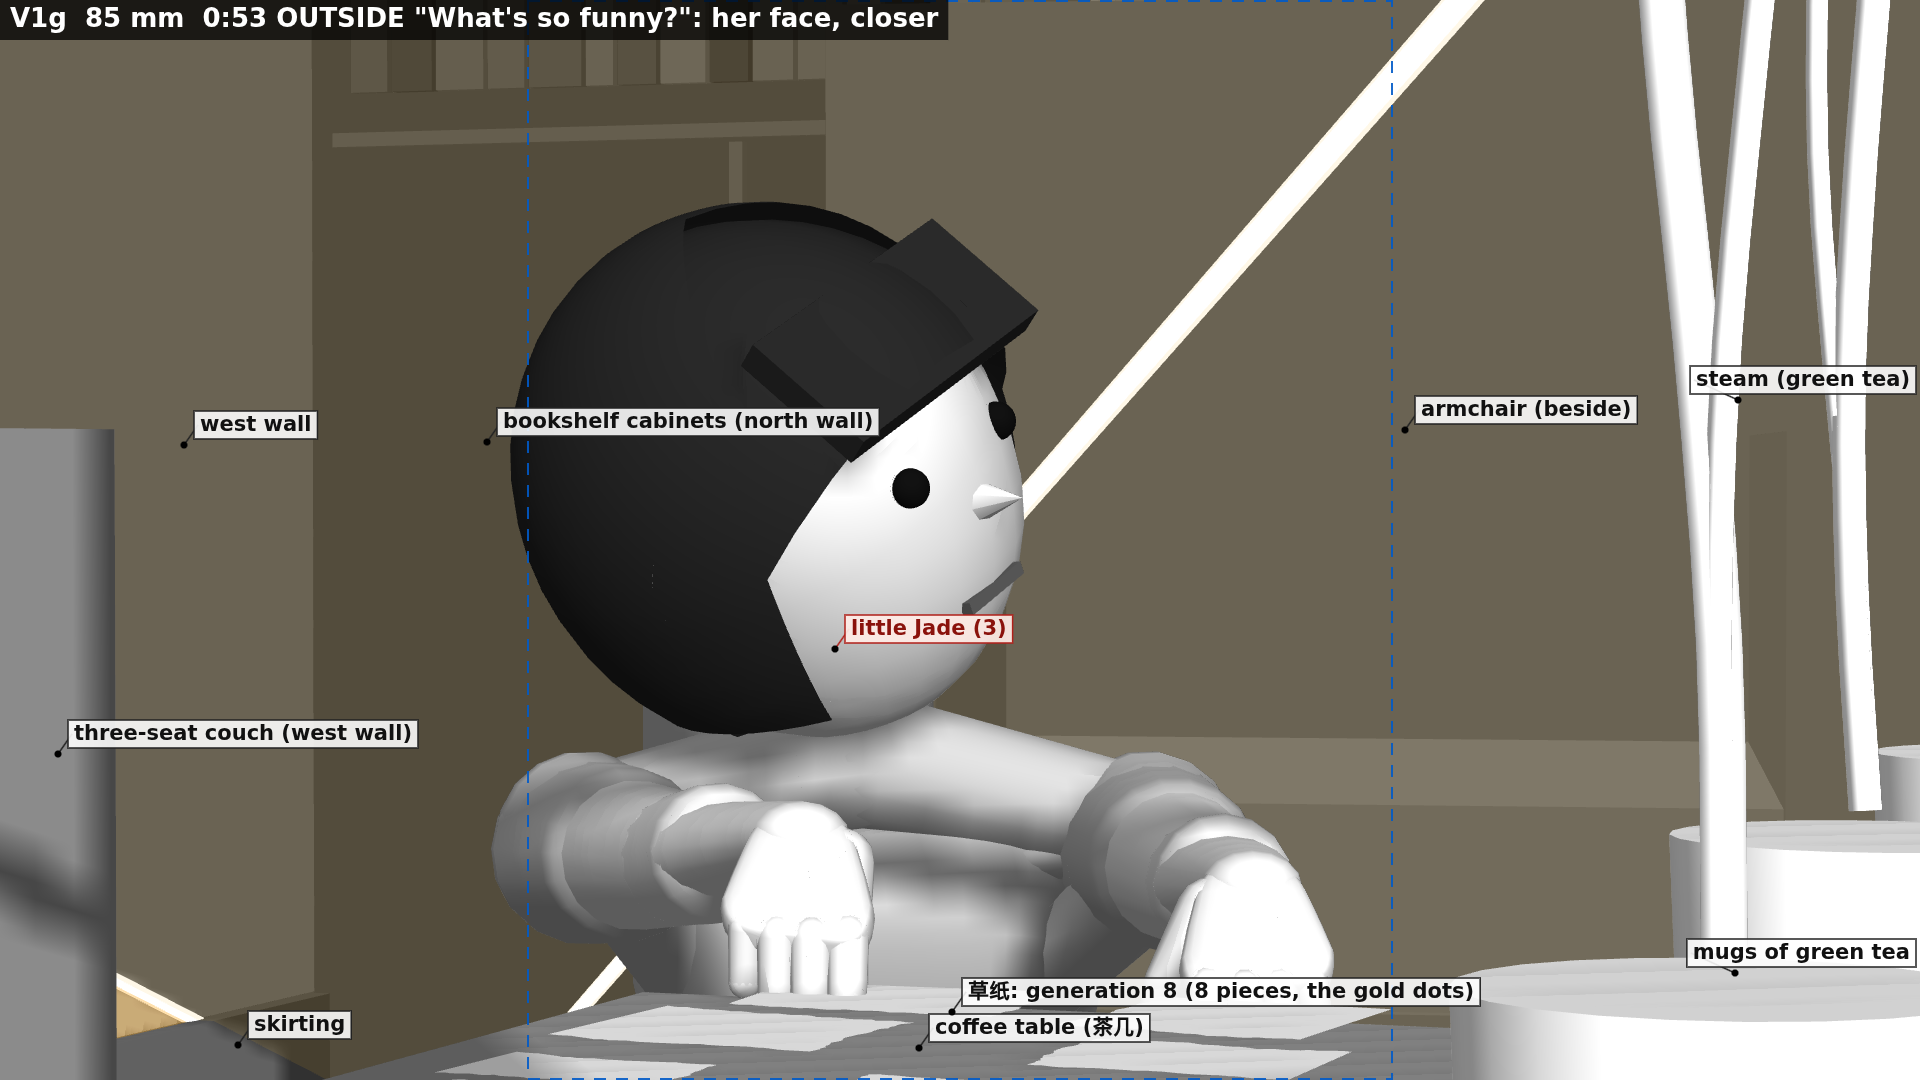 V1g  85 mm  0:53 OUTSIDE "What's so funny?": her face, closer
steam (green tea)
armchair (beside)
west wall
bookshelf cabinets (north wall)
little Jade (3)
three-seat couch (west wall)
mugs of green tea
草纸: generation 8 (8 pieces, the gold dots)
skirting
coffee table (茶几)